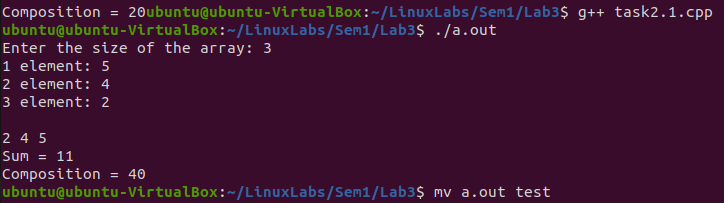 Composition = 20ubuntu@ubuntu-VirtualBox:~/LinuxLabs/Sem1/Lab3$ g++ task2.1.cpp
ubuntu@ubuntu-VirtualBox:~/LinuxLabs/Sem1/Lab3$ ./a.out
Enter the size of the array: 3
1 element: 5
2 element: 4
3 element: 2
2 4 5
Sum = 11
Composition = 40
ubuntu@ubuntu-VirtualBox:~/LinuxLabs/Sem1/Lab3$ mv a.out test